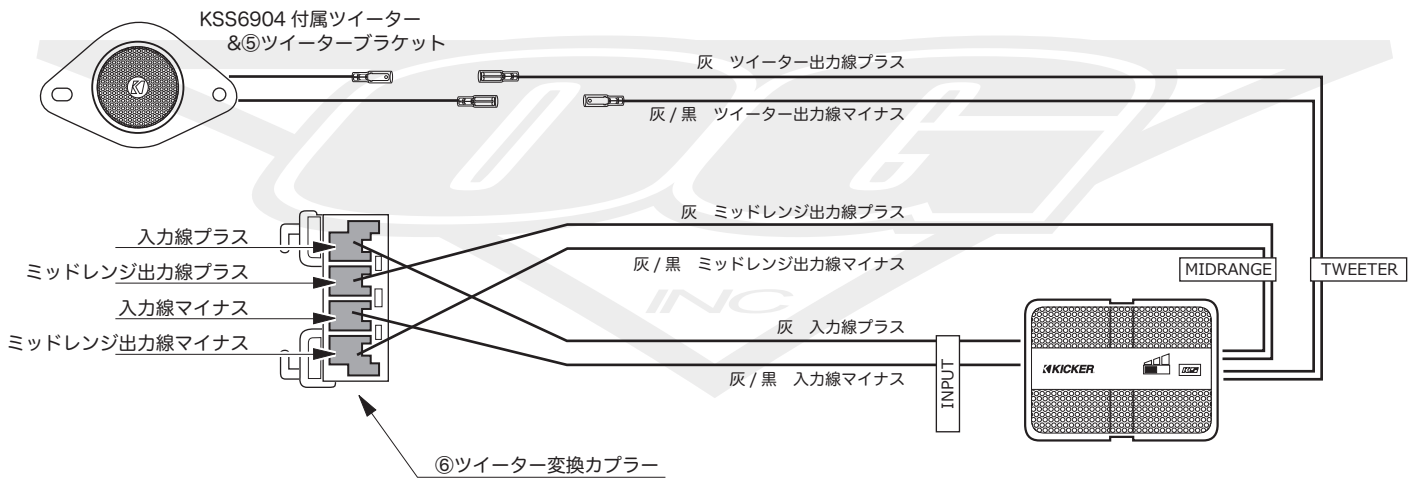 KSS6904 付属ツイーター
&⑤ツイーターブラケット
灰　ツイーター出力線プラス
灰 / 黒　ツイーター出力線マイナス
灰　ミッドレンジ出力線プラス
入力線プラス
灰 / 黒　ミッドレンジ出力線マイナス
MIDRANGE
TWEETER
ミッドレンジ出力線プラス
INC
入力線マイナス
灰　入力線プラス
ミッドレンジ出力線マイナス
INPUT
KICKER
灰 / 黒　入力線マイナス
⑥ツイーター変換カプラー